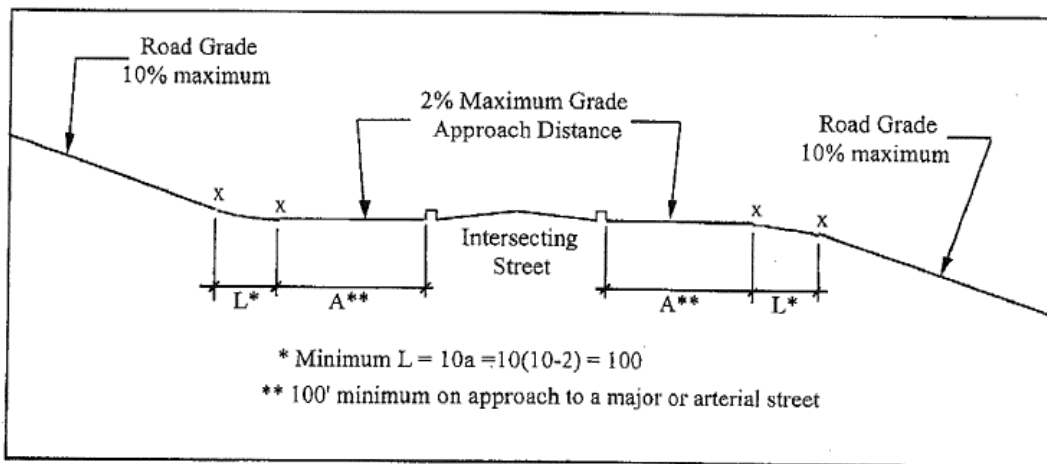 Road Grade
10% maximum
2% Maximum Grade
Approach Distance
Road Grade
10% maximum
x
x
x
x
Intersecting
Street
L*
A**
A**
L*
* Minimum L = 10a =10(10-2) = 100
** 100' minimum on approach to a major or arterial street